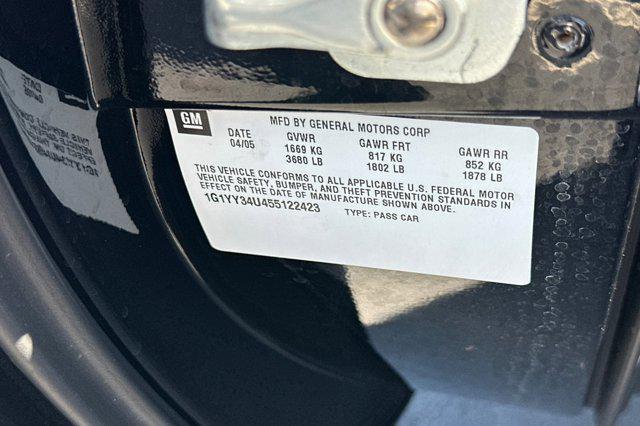 GM
MFD BY GENERAL MOTORS CORP
DATE GVWR GAWR FRT GAWR RR
04/05 1669 KG 817 KG 852 KG
3680 LB 1802 LB 1878 LB
THIS VEHICLE CONFORMS TO ALL APPLICABLE U.S. FEDERAL MOTOR
VEHICLE SAFETY, BUMPER, AND THEFT PREVENTION STANDARDS IN
EFFECT ON THE DATE OF MANUFACTURE SHOWN ABOVE.
1G1YY34U455122423 TYPE: PASS CAR